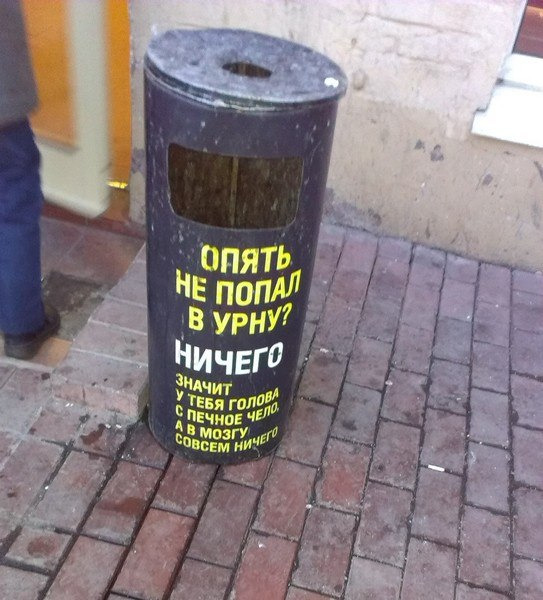 ОПЯТЬ
НЕ ПОПАЛ
В УРНУ?
НИЧЕГО
ЗНАЧИТ
У ТЕБЯ ГОЛОВА
С ПЕЧНОЕ ЧЕЛО,
А В МОЗГУ
СОВСЕМ НИЧЕГО